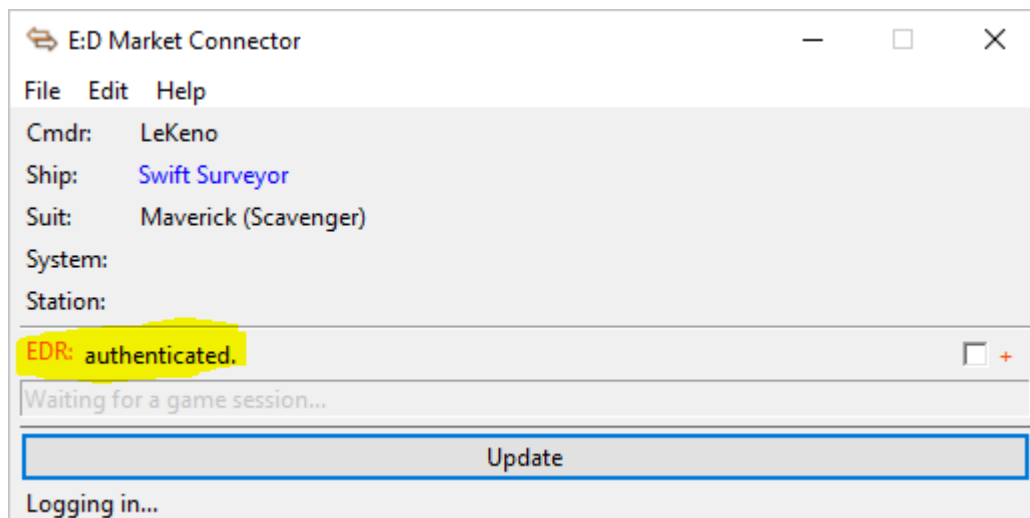 E:D Market Connector
File Edit Help
Cmdr: LeKeno
Ship: Swift Surveyor
Suit: Maverick (Scavenger)
System:
Station:
EDR: authenticated.
+
Waiting for a game session...
Update
Logging in...